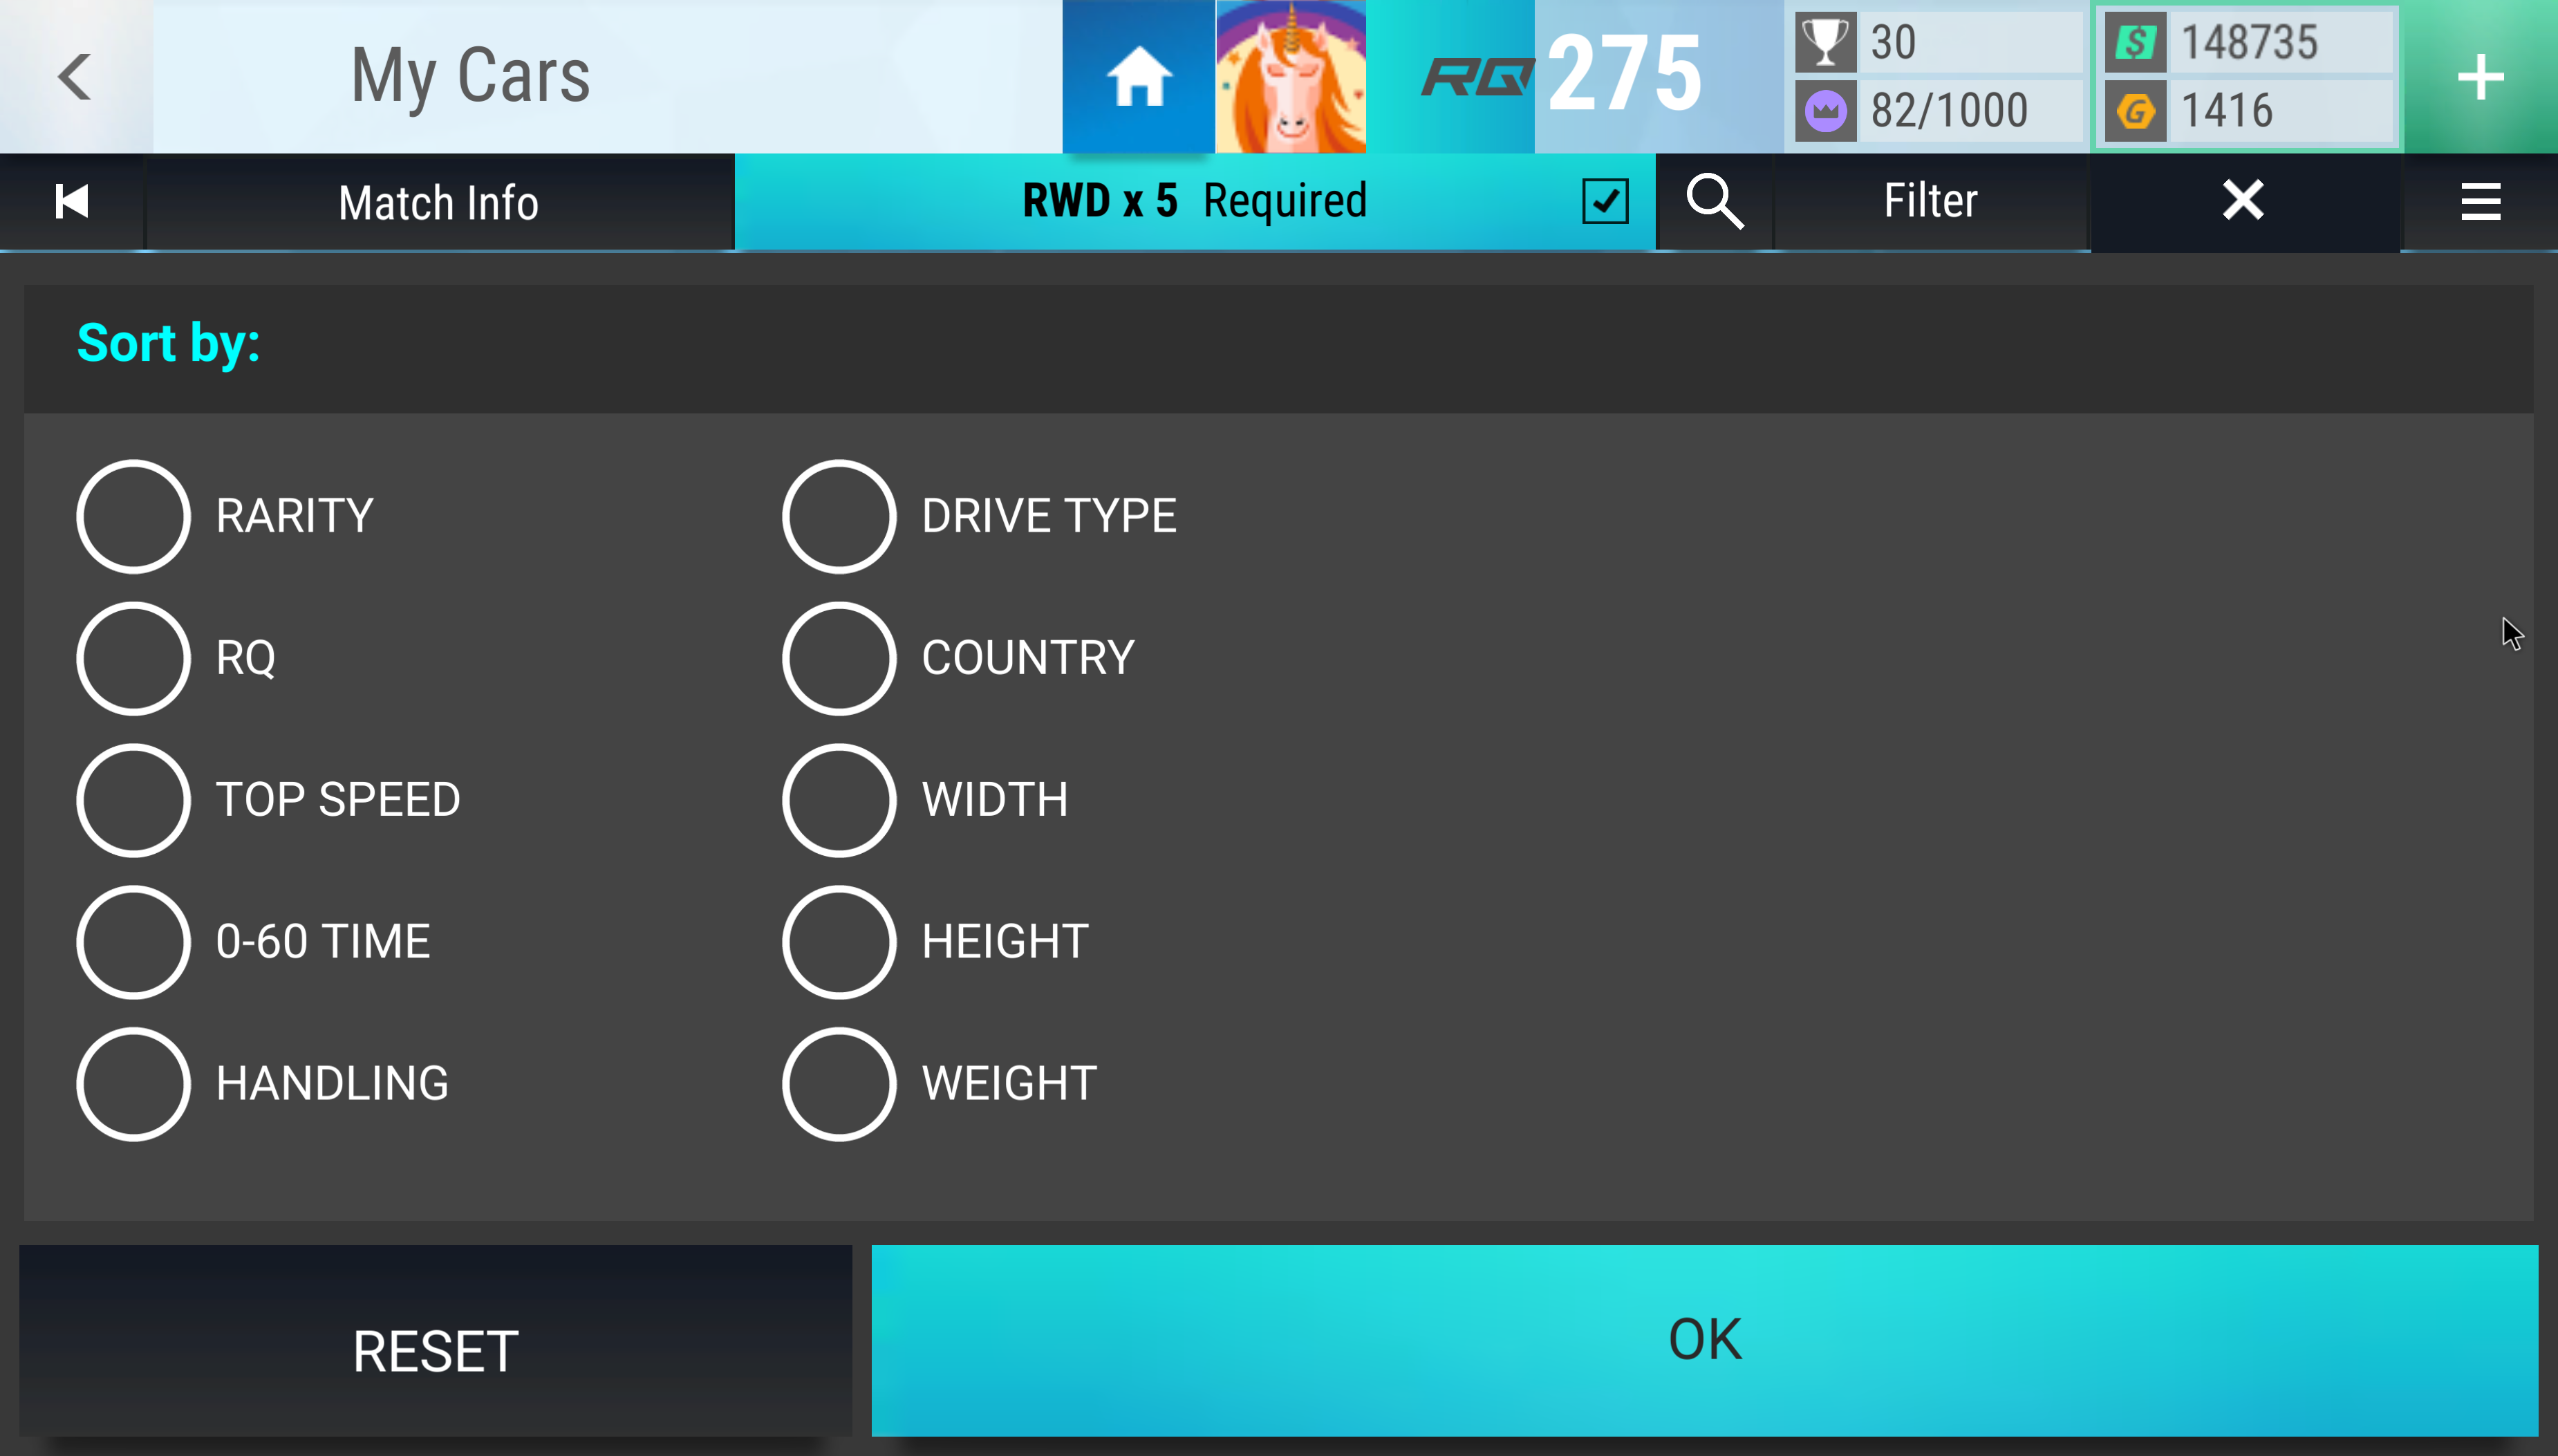 My Cars
RQ 275
30
82/1000
148735
G 1416
Match Info
RWD x 5 Required
Filter
Sort by:
RARITY
DRIVE TYPE
RQ
COUNTRY
TOP SPEED
WIDTH
0-60 TIME
HEIGHT
HANDLING
WEIGHT
RESET
OK